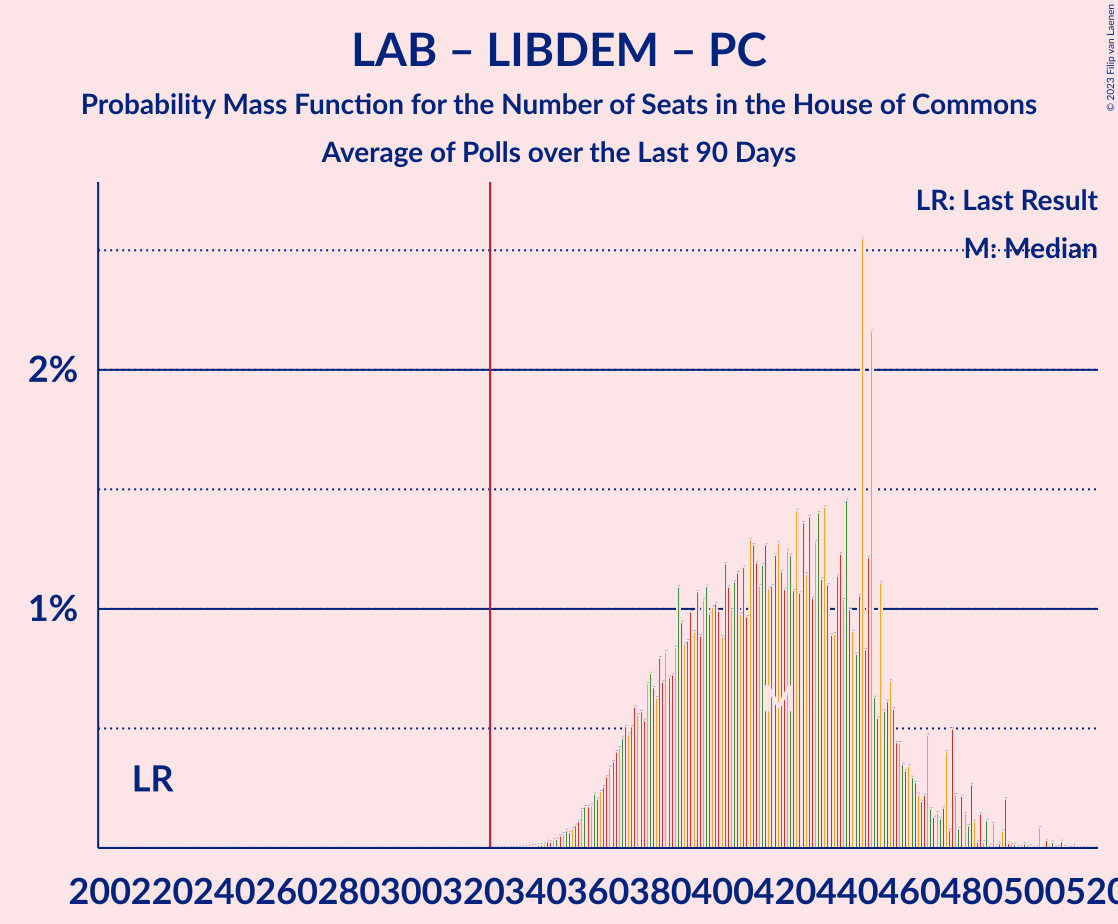 LAB – LIBDEM – PC
Probability Mass Function for the Number of Seats in the House of Commons
Average of Polls over the Last 90 Days
© 2023 Filip van Laenen
LR: Last Result
M: Median
2%
1%
M
LR
200220240260280300320340360380400420440460480500520